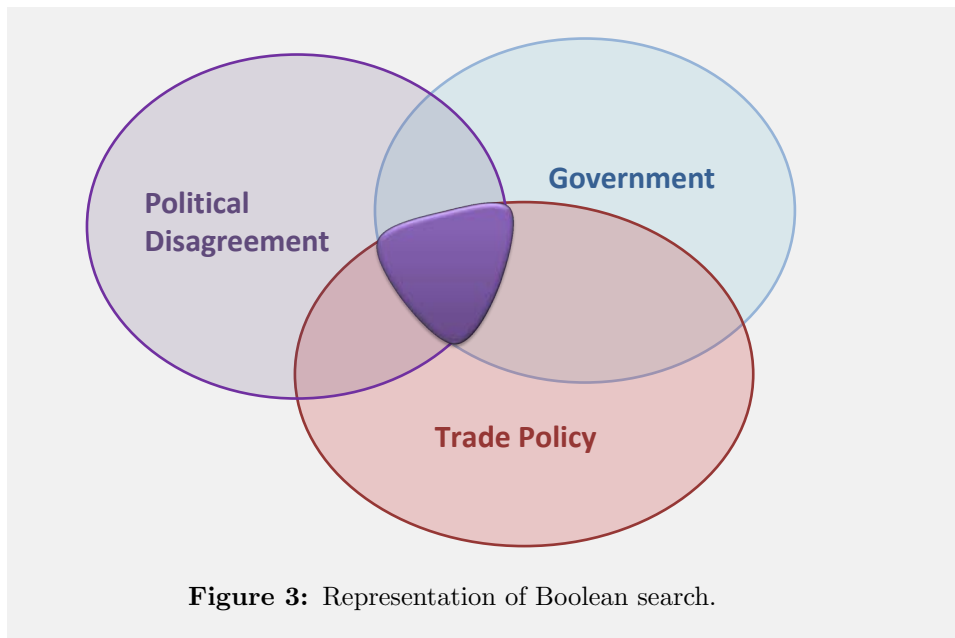 Political
Disagreement
Government
Trade Policy
Figure 3: Representation of Boolean search.